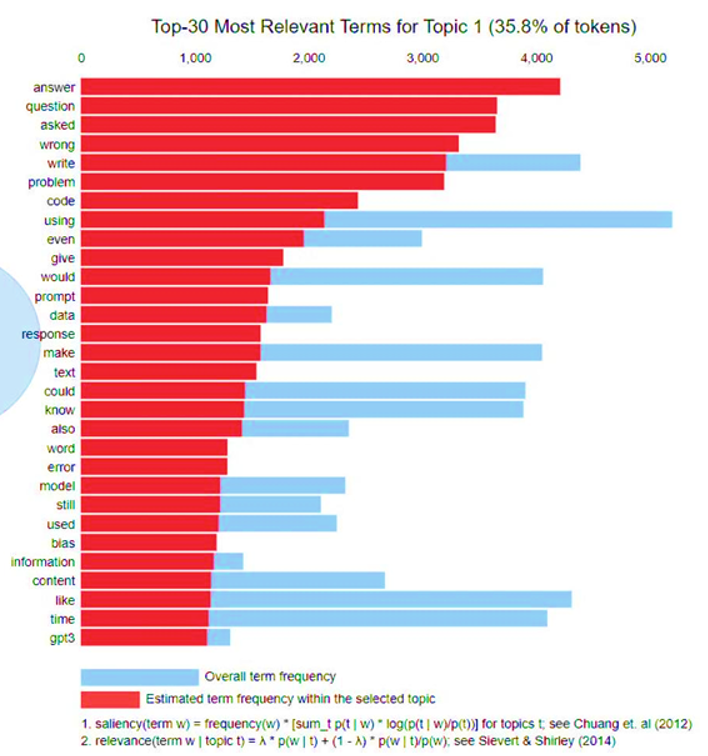 Top-30 Most Relevant Terms for Topic 1 (35.8% of tokens)
0 1,000 2,000 3,000 4,000 5,000
answer
question
asked
wrong
write
problem
code
using
even
give
would
prompt
data
response
make
text
could
know
also
word
error
model
still
used
bias
information
content
like
time
gpt3
Overall term frequency
Estimated term frequency within the selected topic
1. saliency(term w) = frequency(w) * [sum_t p(t | w) * log(p(t | w)/p(t))] for topics t; see Chuang et. al (2012)
2. relevance(term w | topic t) = λ * p(w | t) + (1 - λ) * p(w | t)/p(w); see Sievert & Shirley (2014)